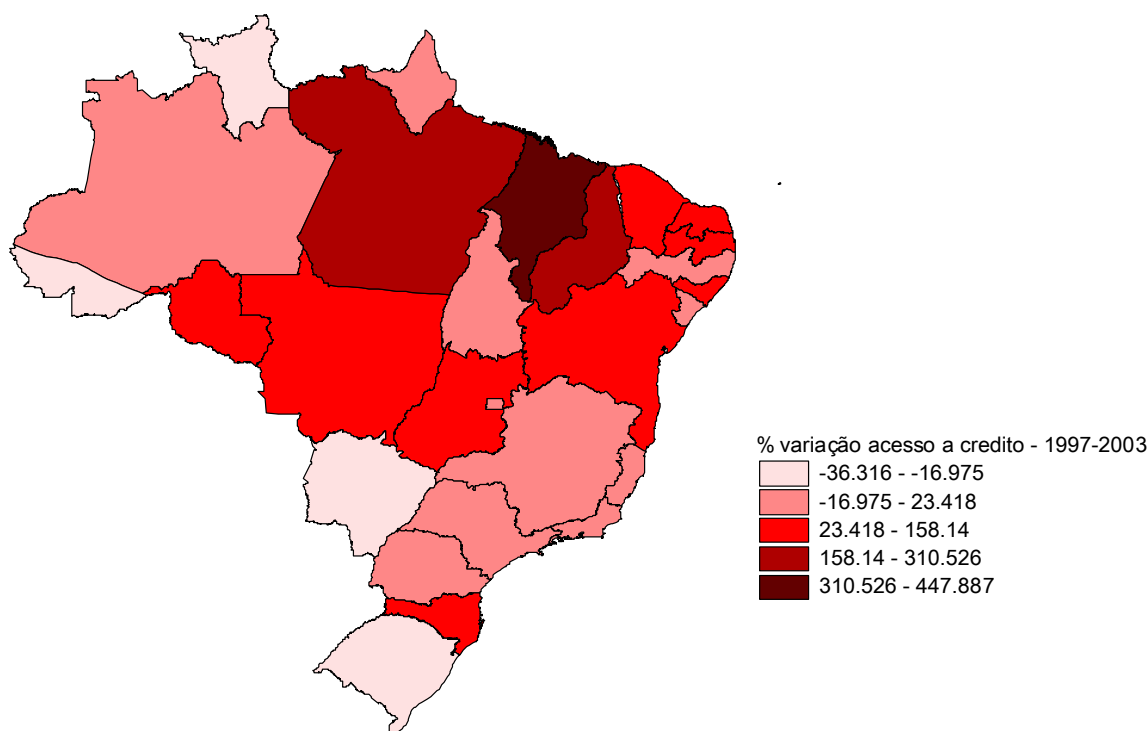 % variação acesso a credito - 1997-2003
-36.316 - -16.975
-16.975 - 23.418
23.418 - 158.14
158.14 - 310.526
310.526 - 447.887